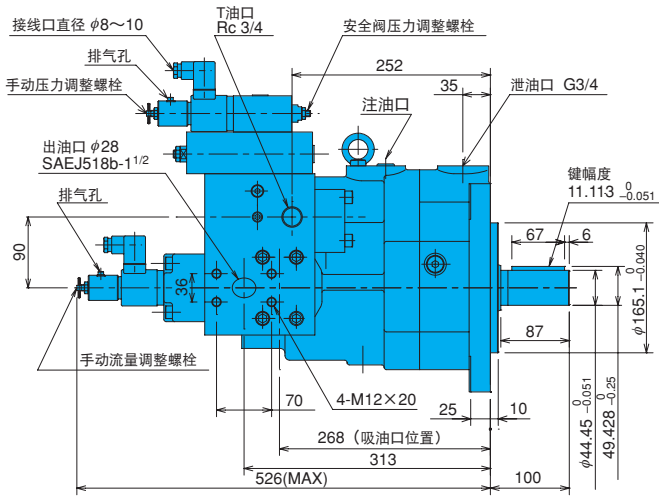 接线口直径 φ8～10
T油口
Rc 3/4
安全阀压力调整螺栓
排气孔
252
手动压力调整螺栓
35
泄油口 G3/4
注油口
出油口 φ28
SAEJ518b-1 1/2
键幅度
11.113 0 -0.051
排气孔
67
6
90
36
φ165.1 0 -0.040
87
手动流量调整螺栓
70
4-M12×20
25
10
φ44.45 0 -0.051
49.428 0 -0.25
268（吸油口位置）
313
526(MAX)
100